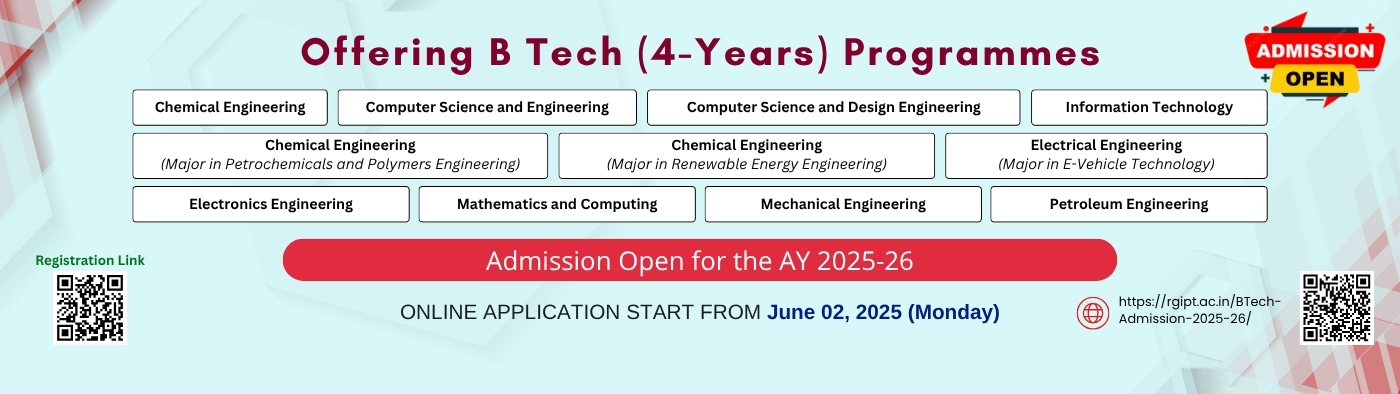 Offering B Tech (4-Years) Programmes
ADMISSION
OPEN
Chemical Engineering
Computer Science and Engineering
Computer Science and Design Engineering
Information Technology
Chemical Engineering
(Major in Petrochemicals and Polymers Engineering)
Chemical Engineering
(Major in Renewable Energy Engineering)
Electrical Engineering
(Major in E-Vehicle Technology)
Electronics Engineering
Mathematics and Computing
Mechanical Engineering
Petroleum Engineering
Admission Open for the AY 2025-26
Registration Link
ONLINE APPLICATION START FROM June 02, 2025 (Monday)
https://rgipt.ac.in/BTech-
Admission-2025-26/